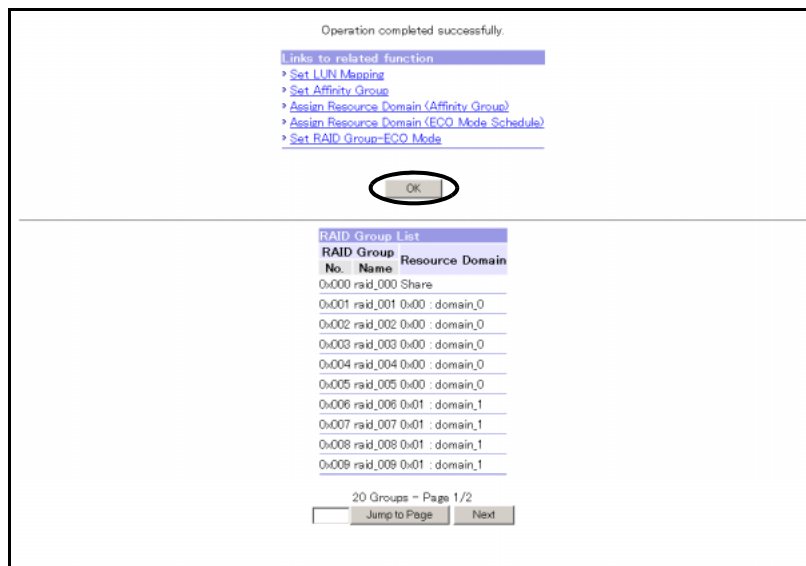 Operation completed successfully.
Links to related function
Set LUN Mapping
Set Affinity Group
Assign Resource Domain (Affinity Group)
Assign Resource Domain (ECO Mode Schedule)
Set RAID Group-ECO Mode
OK
RAID Group List
RAID Group Resource Domain
No. Name
0x000 raid_000 Share
0x001 raid_001 0x00 : domain_0
0x002 raid_002 0x00 : domain_0
0x003 raid_003 0x00 : domain_0
0x004 raid_004 0x00 : domain_0
0x005 raid_005 0x00 : domain_0
0x006 raid_006 0x01 : domain_1
0x007 raid_007 0x01 : domain_1
0x008 raid_008 0x01 : domain_1
0x009 raid_009 0x01 : domain_1
20 Groups - Page 1/2
Jump to Page Next